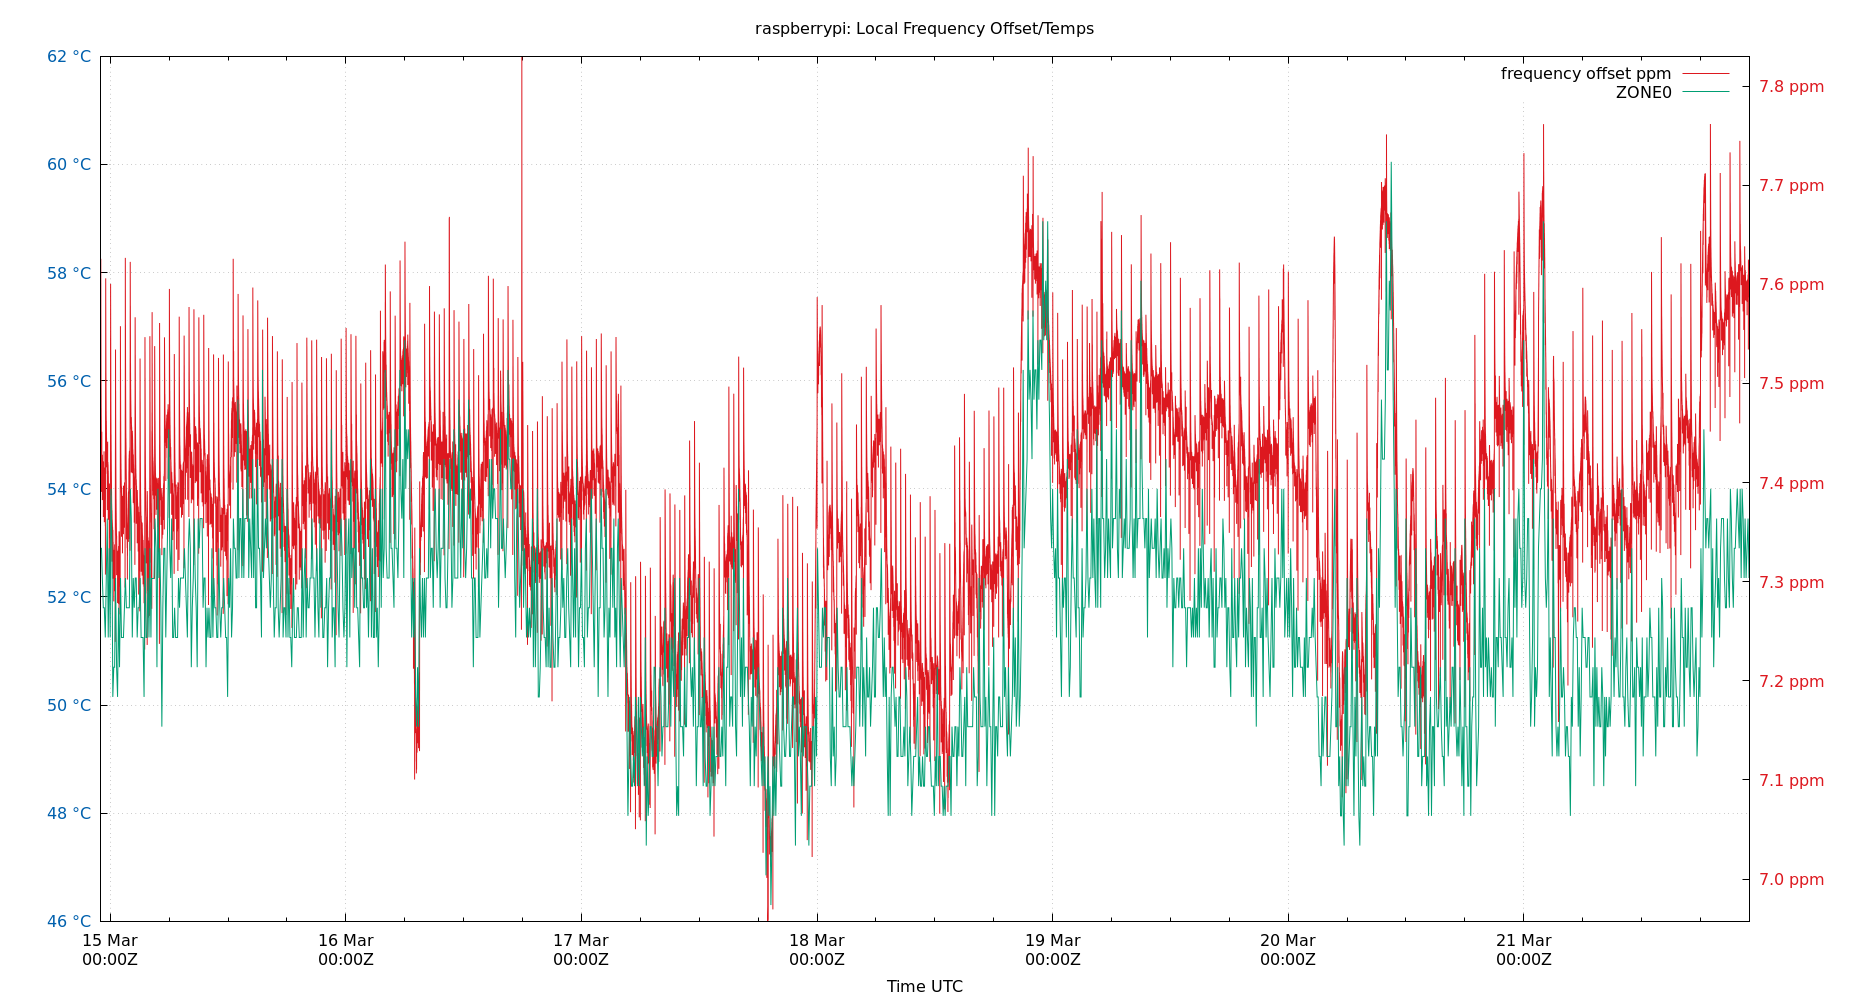 raspberrypi: Local Frequency Offset/Temps
62 °C
60 °C
58 °C
56 °C
54 °C
52 °C
50 °C
48 °C
46 °C
frequency offset ppm
ZONE0
7.8 ppm
7.7 ppm
7.6 ppm
7.5 ppm
7.4 ppm
7.3 ppm
7.2 ppm
7.1 ppm
7.0 ppm
15 Mar 16 Mar 17 Mar 18 Mar 19 Mar 20 Mar 21 Mar
00:00Z 00:00Z 00:00Z 00:00Z 00:00Z 00:00Z 00:00Z
Time UTC